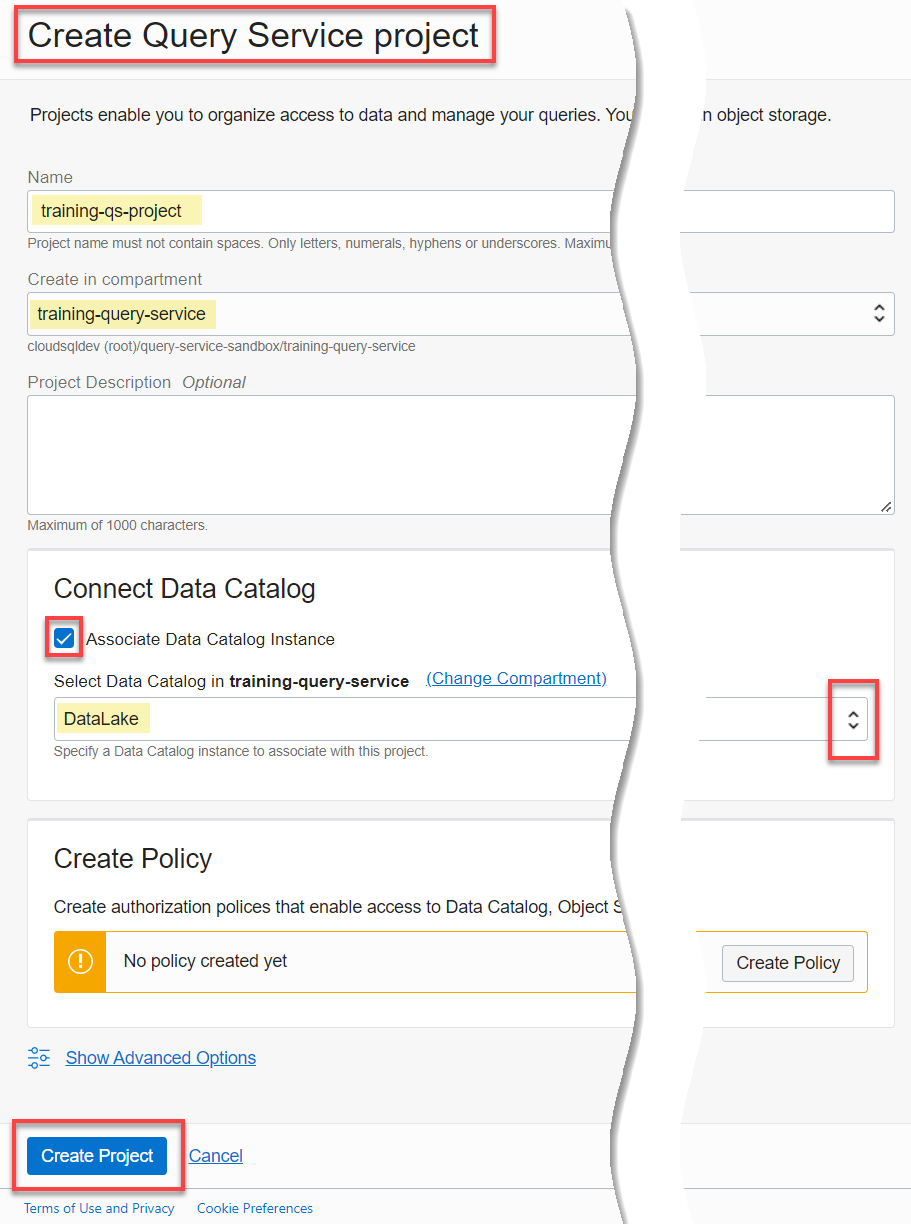 Create Query Service project
Projects enable you to organize access to data and manage your queries. You n object storage.
Name
training-qs-project
Project name must not contain spaces. Only letters, numerals, hyphens or underscores. Maximu
Create in compartment
training-query-service
cloudsqldev (root)/query-service-sandbox/training-query-service
Project Description Optional
Maximum of 1000 characters.
Connect Data Catalog
Associate Data Catalog Instance
Select Data Catalog in training-query-service (Change Compartment)
DataLake
Specify a Data Catalog instance to associate with this project.
Create Policy
Create authorization polices that enable access to Data Catalog, Object S
No policy created yet
Create Policy
Show Advanced Options
Create Project Cancel
Terms of Use and Privacy Cookie Preferences